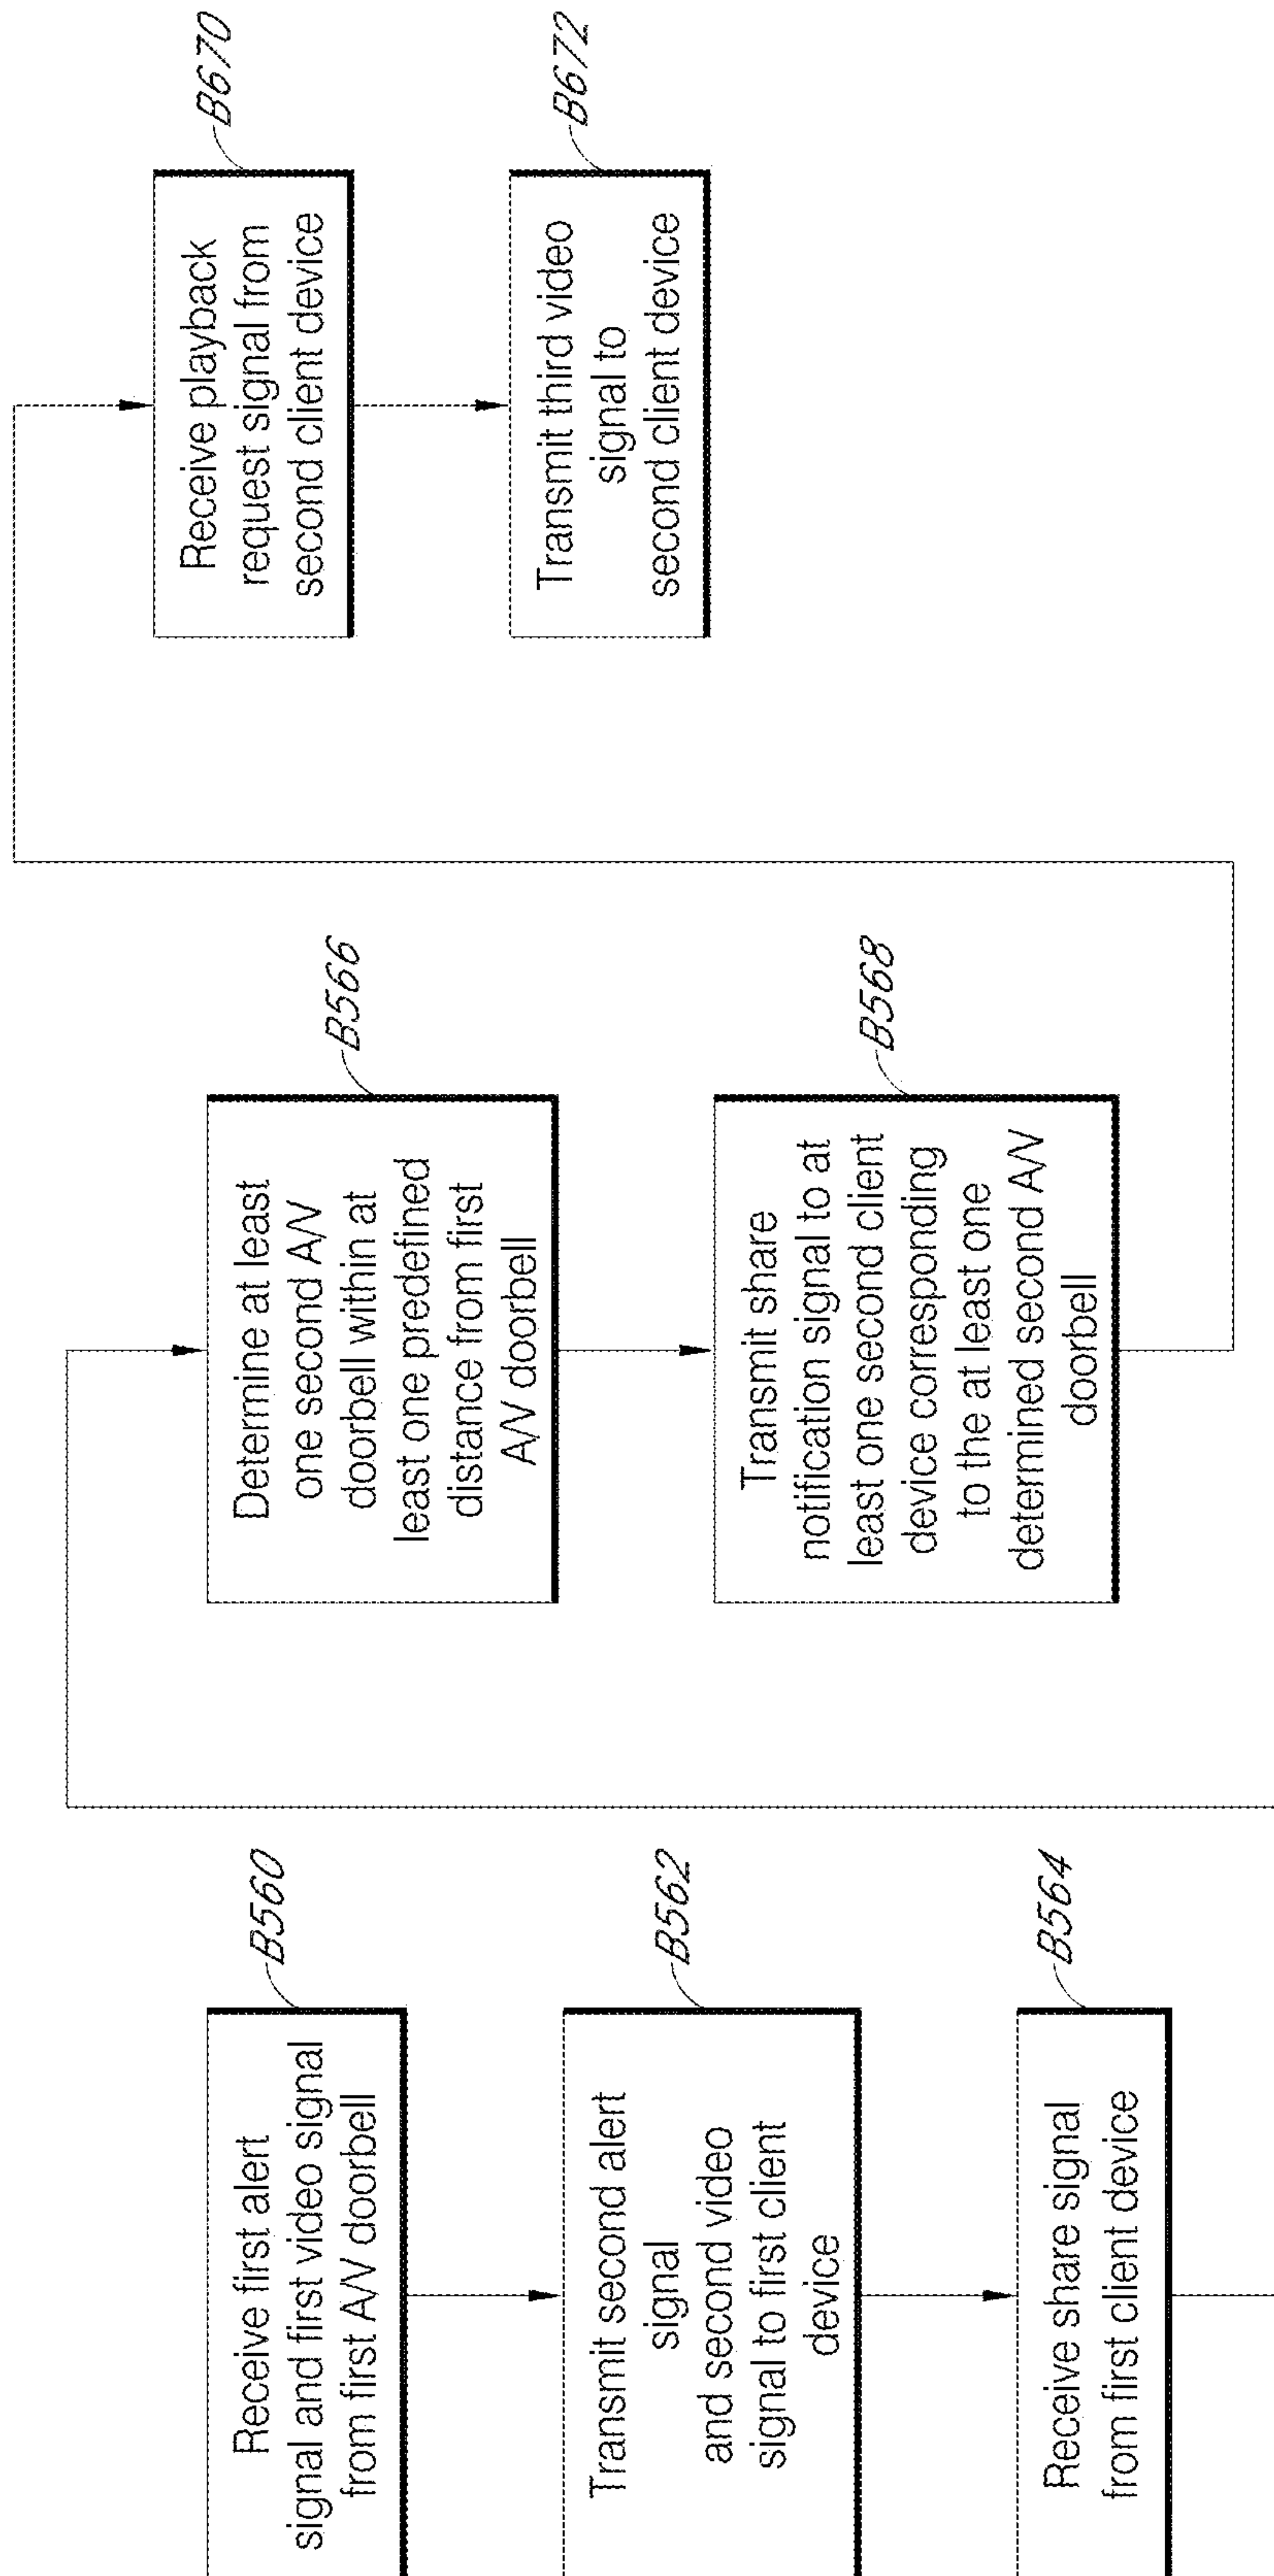 Receive first alert
signal and first video signal
from first A/V doorbell
B560
Transmit second alert
signal
and second video
signal to first client
device
B562
Receive share signal
from first client device
B564
Determine at least
one second A/V
doorbell within at
least one predefined
distance from first
A/V doorbell
B566
Transmit share
notification signal to at
least one second client
device corresponding
to the at least one
determined second A/V
doorbell
B568
Receive playback
request signal from
second client device
B670
Transmit third video
signal to
second client device
B672